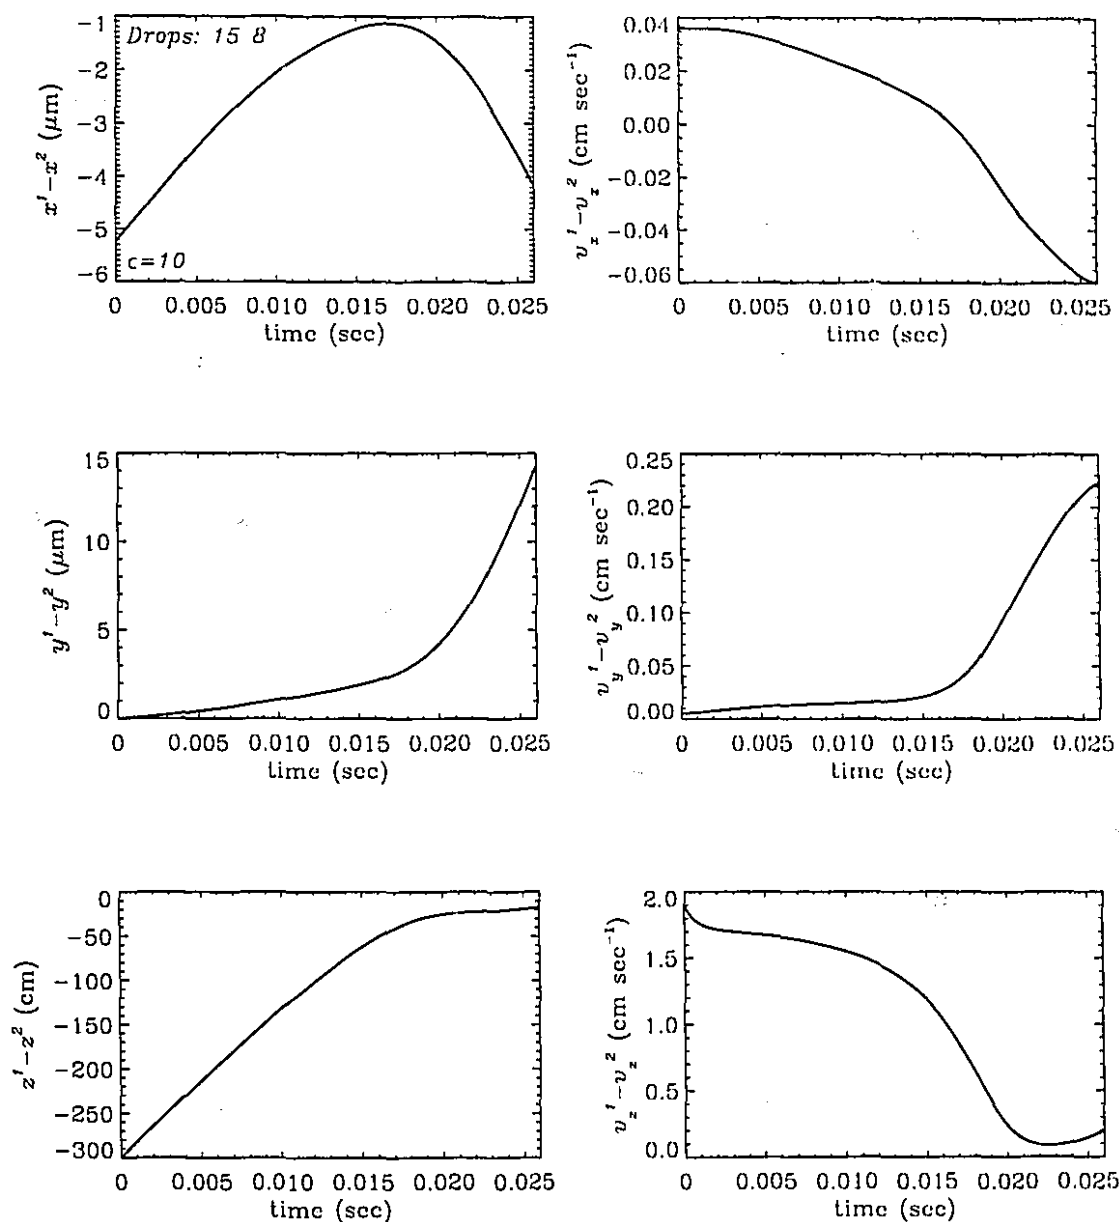 -1
Drops: 15 8
-2
-3
-4
-5
-6
c=10
x¹-x² (μm)
0 0.005 0.010 0.015 0.020 0.025
time (sec)
0.04
0.02
0.00
-0.02
-0.04
-0.06
v_x¹-v_x² (cm sec⁻¹)
0 0.005 0.010 0.015 0.020 0.025
time (sec)
15
10
5
0
y¹-y² (μm)
0 0.005 0.010 0.015 0.020 0.025
time (sec)
0.25
0.20
0.15
0.10
0.05
0.00
v_y¹-v_y² (cm sec⁻¹)
0 0.005 0.010 0.015 0.020 0.025
time (sec)
0
-50
-100
-150
-200
-250
-300
z¹-z² (cm)
0 0.005 0.010 0.015 0.020 0.025
time (sec)
2.0
1.5
1.0
0.5
0.0
v_z¹-v_z² (cm sec⁻¹)
0 0.005 0.010 0.015 0.020 0.025
time (sec)